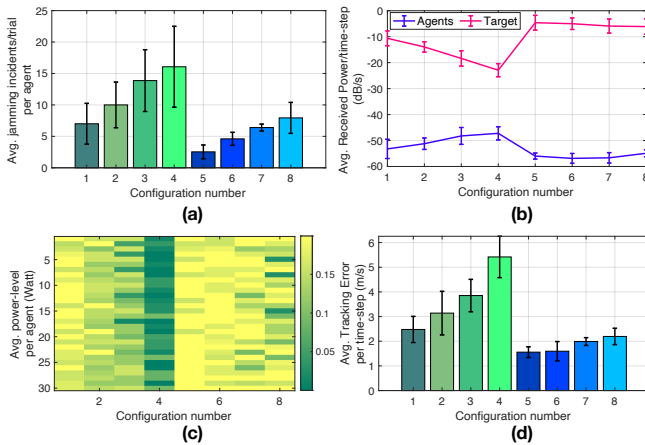 Avg. jamming incidents/trial
per agent
25
20
15
10
5
0
1 2 3 4 5 6 7 8
Configuration number
(a)
Avg. Received Power/time-step
(dB/s)
Agents Target
0
-10
-20
-30
-40
-50
-60
1 2 3 4 5 6 7 8
Configuration number
(b)
Avg. power-level
per agent (Watt)
5
10
15
20
25
30
2 4 6 8
Configuration number
0.15
0.1
0.05
(c)
Avg. Tracking Error
per time-step (m/s)
6
5
4
3
2
1
0
1 2 3 4 5 6 7 8
Configuration number
(d)